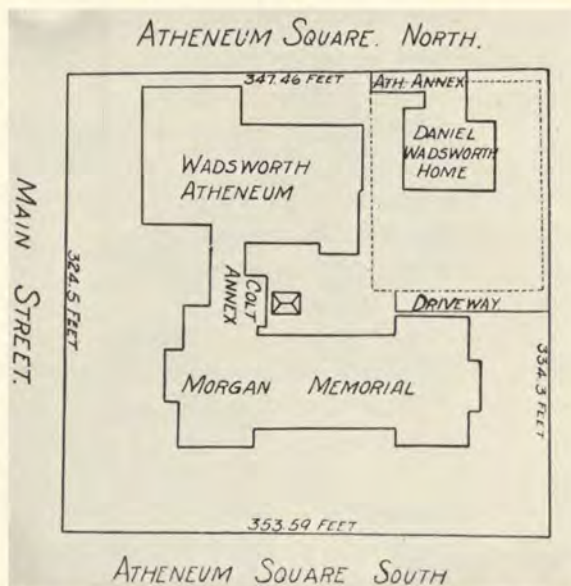 ATHENEUM SQUARE. NORTH.
347.46 FEET
ATH. ANNEX
DANIEL
WADSWORTH
HOME
WADSWORTH
ATHENEUM
MAIN STREET.
324.5 FEET
COLT
ANNEX
DRIVEWAY.
334.3 FEET
MORGAN MEMORIAL
353.59 FEET
ATHENEUM SQUARE SOUTH